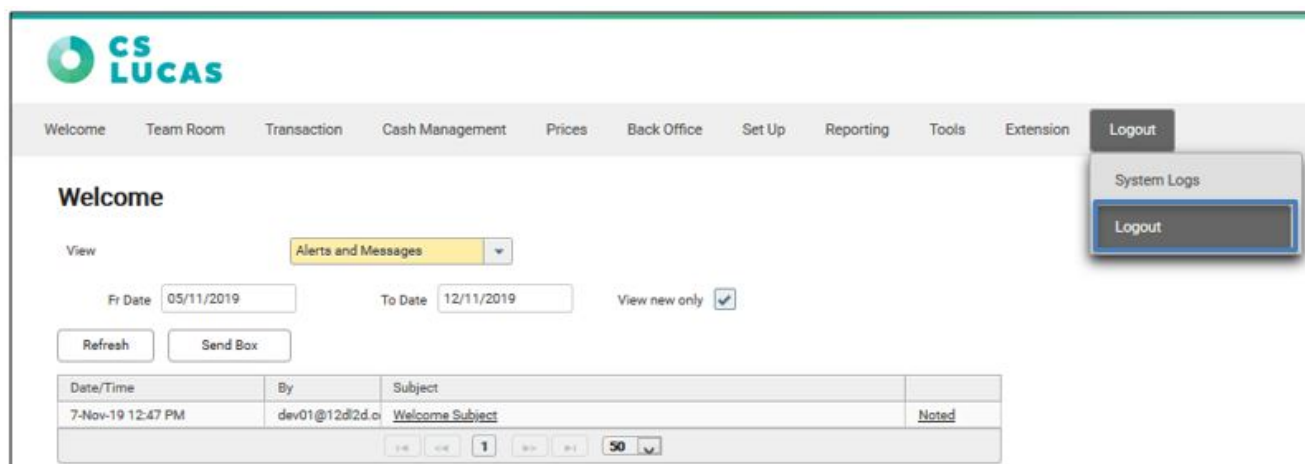 CS
LUCAS
Welcome Team Room Transaction Cash Management Prices Back Office Set Up Reporting Tools Extension Logout
System Logs
Logout
Welcome
View Alerts and Messages
Fr Date 05/11/2019 To Date 12/11/2019 View new only
Refresh Send Box
Date/Time By Subject
7-Nov-19 12:47 PM dev01@12dl2d.c Welcome Subject Noted
1 50